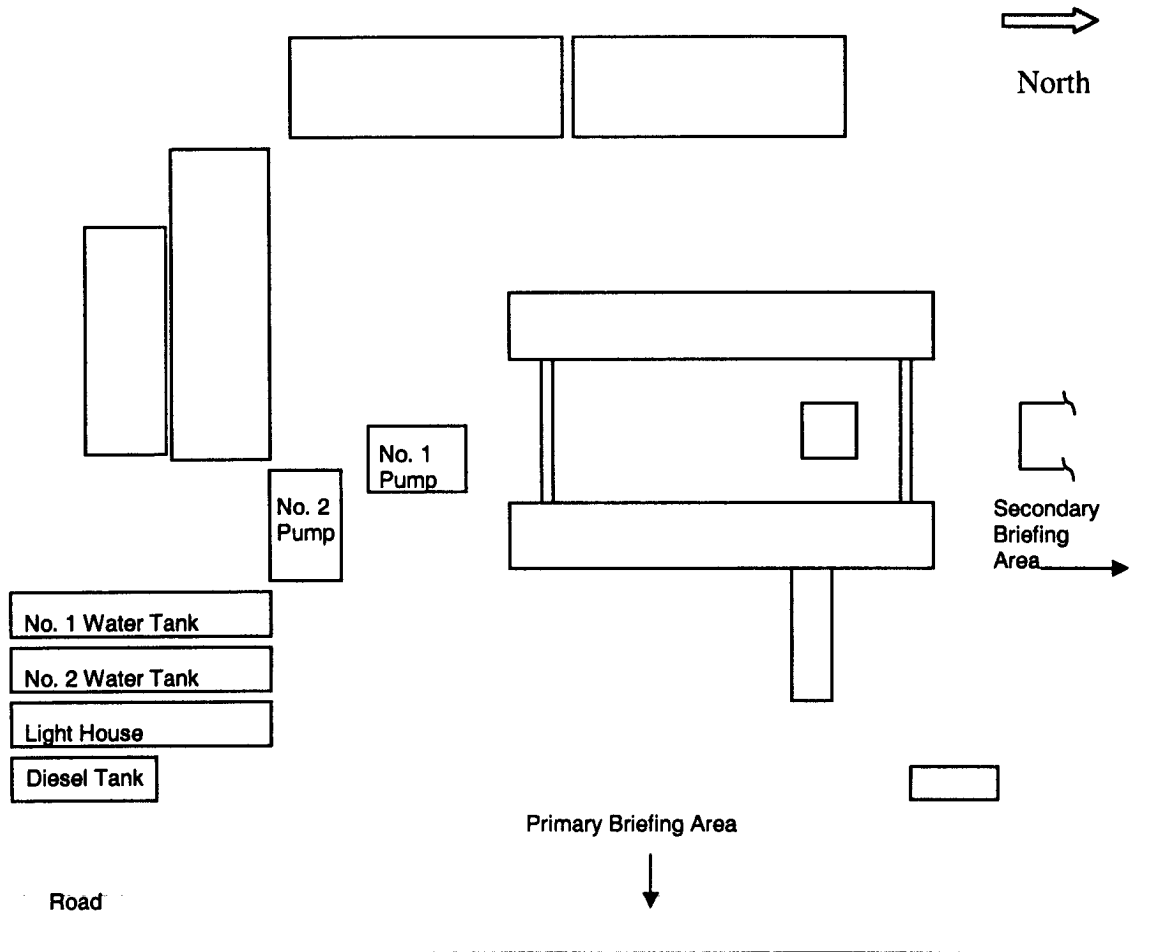 North
No. 1
Pump
No. 2
Pump
Secondary
Briefing
Area
No. 1 Water Tank
No. 2 Water Tank
Light House
Diesel Tank
Primary Briefing Area
Road